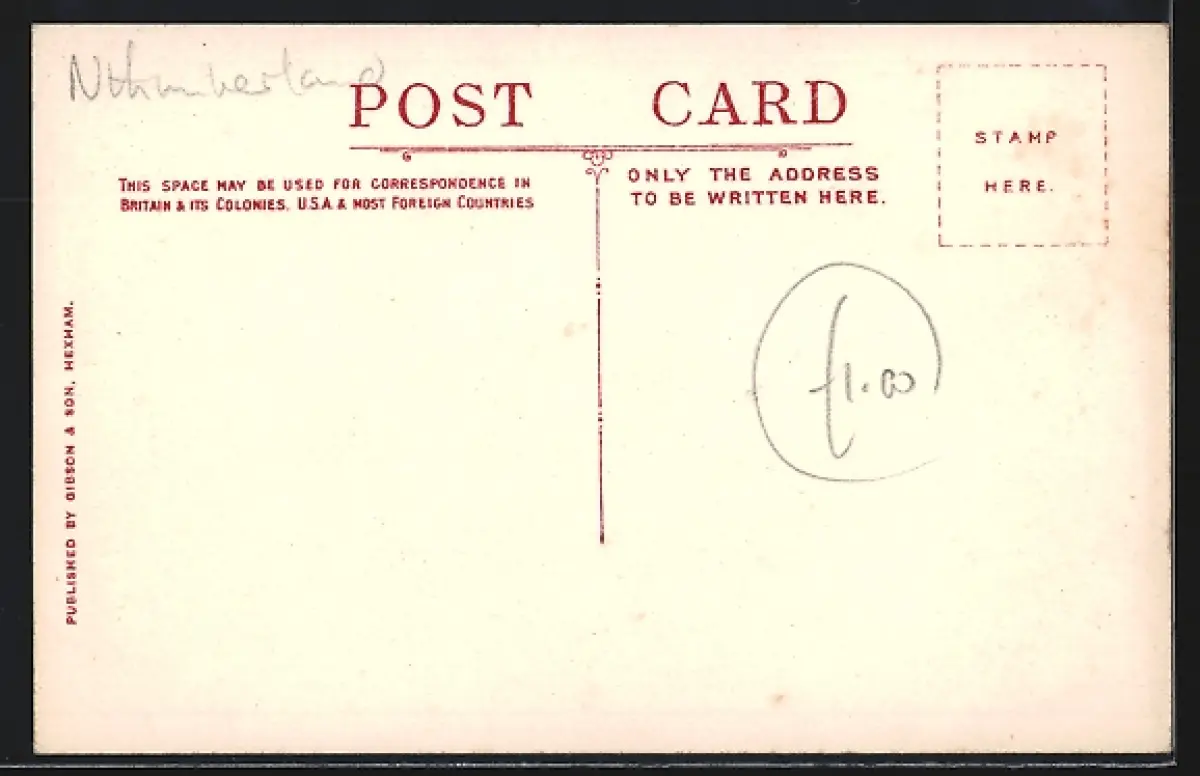 Nthumberland
POST CARD
THIS SPACE MAY BE USED FOR CORRESPONDENCE IN
BRITAIN & ITS COLONIES, U.S.A & MOST FOREIGN COUNTRIES
ONLY THE ADDRESS
TO BE WRITTEN HERE.
STAMP
HERE.
£1.00
PUBLISHED BY GIBSON & SON, HEXHAM.